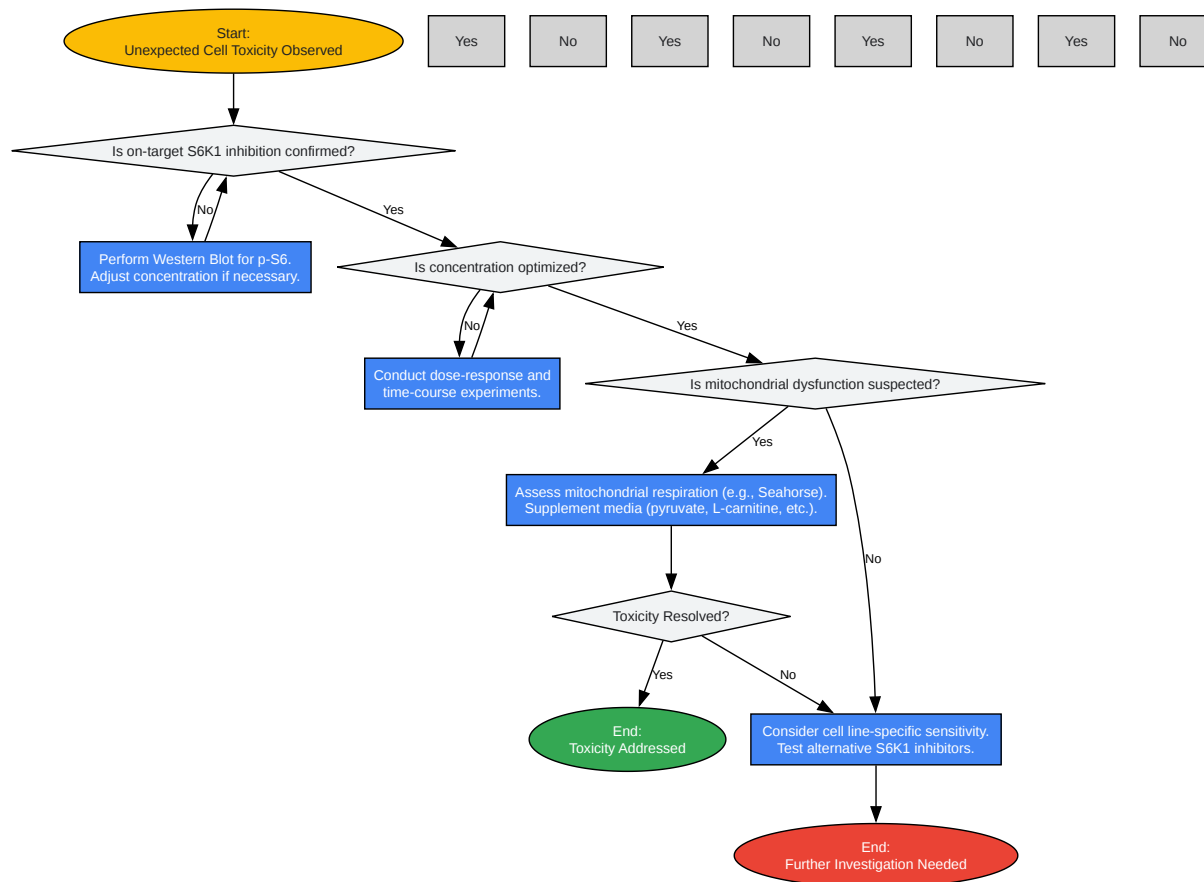 Start:
Unexpected Cell Toxicity Observed
Yes
No
Yes
No
Yes
No
Yes
No
Is on-target S6K1 inhibition confirmed?
No
Yes
Perform Western Blot for p-S6.
Adjust concentration if necessary.
Is concentration optimized?
No
Yes
Conduct dose-response and
time-course experiments.
Is mitochondrial dysfunction suspected?
Yes
No
Assess mitochondrial respiration (e.g., Seahorse).
Supplement media (pyruvate, L-carnitine, etc.).
Toxicity Resolved?
Yes
No
End:
Toxicity Addressed
Consider cell line-specific sensitivity.
Test alternative S6K1 inhibitors.
End:
Further Investigation Needed